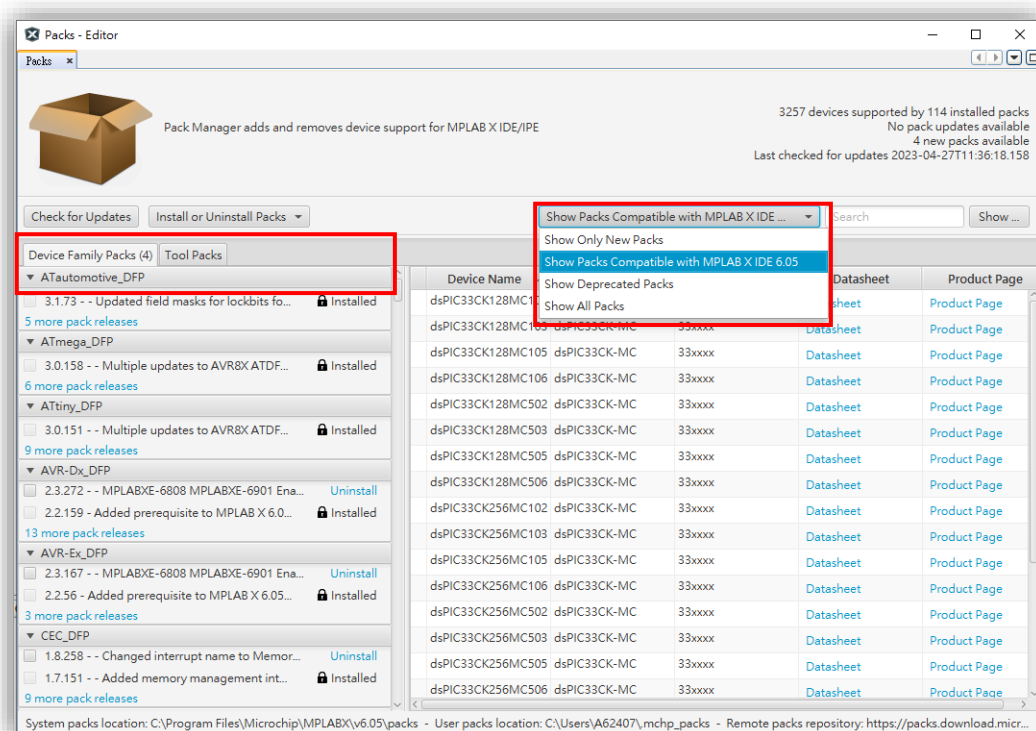 Packs - Editor
Packs
Pack Manager adds and removes device support for MPLAB X IDE/IPE
3257 devices supported by 114 installed packs
No pack updates available
4 new packs available
Last checked for updates 2023-04-27T11:36:18.158
Check for Updates Install or Uninstall Packs Show Packs Compatible with MPLAB X IDE ... Search Show ...
Show Only New Packs
Show Packs Compatible with MPLAB X IDE 6.05
Show Deprecated Packs
Show All Packs
Device Family Packs (4) Tool Packs
ATautomotive_DFP
3.1.73 - - Updated field masks for lockbits fo... Installed
5 more pack releases
ATmega_DFP
3.0.158 - - Multiple updates to AVR8X ATDF... Installed
6 more pack releases
ATtiny_DFP
3.0.151 - - Multiple updates to AVR8X ATDF... Installed
9 more pack releases
AVR-Dx_DFP
2.3.272 - - MPLABXE-6808 MPLABXE-6901 Ena... Uninstall
2.2.159 - Added prerequisite to MPLAB X 6.0... Installed
13 more pack releases
AVR-Ex_DFP
2.3.167 - - MPLABXE-6808 MPLABXE-6901 Ena... Uninstall
2.2.56 - Added prerequisite to MPLAB X 6.05... Installed
3 more pack releases
CEC_DFP
1.8.258 - - Changed interrupt name to Memor... Uninstall
1.7.151 - - Added memory management int... Installed
9 more pack releases
Device Name Datasheet Product Page
Product Page
dsPIC33CK-MC 33xxxx Datasheet Product Page
dsPIC33CK128MC105 dsPIC33CK-MC 33xxxx Datasheet Product Page
dsPIC33CK128MC106 dsPIC33CK-MC 33xxxx Datasheet Product Page
dsPIC33CK128MC502 dsPIC33CK-MC 33xxxx Datasheet Product Page
dsPIC33CK128MC503 dsPIC33CK-MC 33xxxx Datasheet Product Page
dsPIC33CK128MC505 dsPIC33CK-MC 33xxxx Datasheet Product Page
dsPIC33CK128MC506 dsPIC33CK-MC 33xxxx Datasheet Product Page
dsPIC33CK256MC102 dsPIC33CK-MC 33xxxx Datasheet Product Page
dsPIC33CK256MC103 dsPIC33CK-MC 33xxxx Datasheet Product Page
dsPIC33CK256MC105 dsPIC33CK-MC 33xxxx Datasheet Product Page
dsPIC33CK256MC106 dsPIC33CK-MC 33xxxx Datasheet Product Page
dsPIC33CK256MC502 dsPIC33CK-MC 33xxxx Datasheet Product Page
dsPIC33CK256MC503 dsPIC33CK-MC 33xxxx Datasheet Product Page
dsPIC33CK256MC505 dsPIC33CK-MC 33xxxx Datasheet Product Page
dsPIC33CK256MC506 dsPIC33CK-MC 33xxxx Datasheet Product Page
System packs location: C:\Program Files\Microchip\MPLABX\v6.05\packs - User packs location: C:\Users\A62407\.mchp_packs - Remote packs repository: https://packs.download.micr...